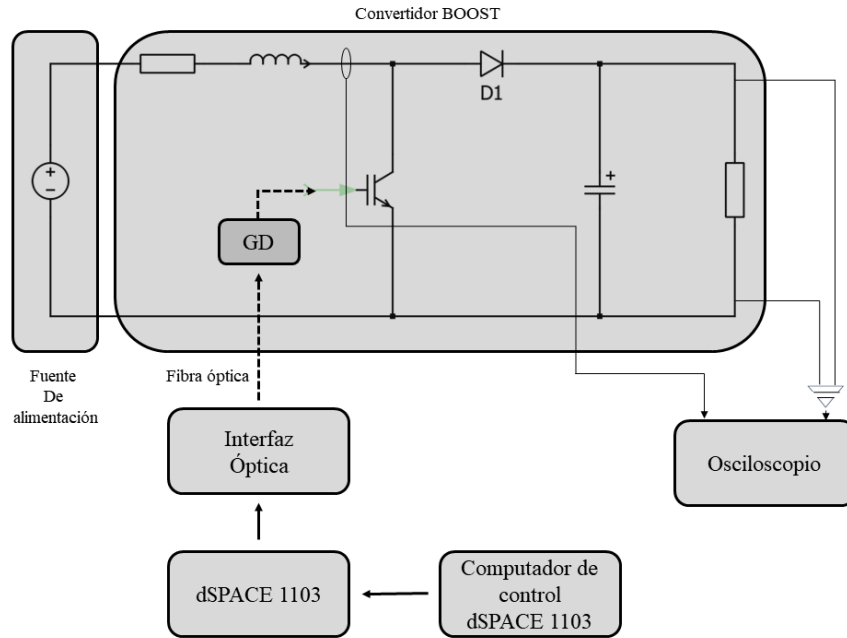 Convertidor BOOST
D1
GD
Fuente
De
alimentación
Fibra óptica
Interfaz
Óptica
Osciloscopio
dSPACE 1103
Computador de
control
dSPACE 1103